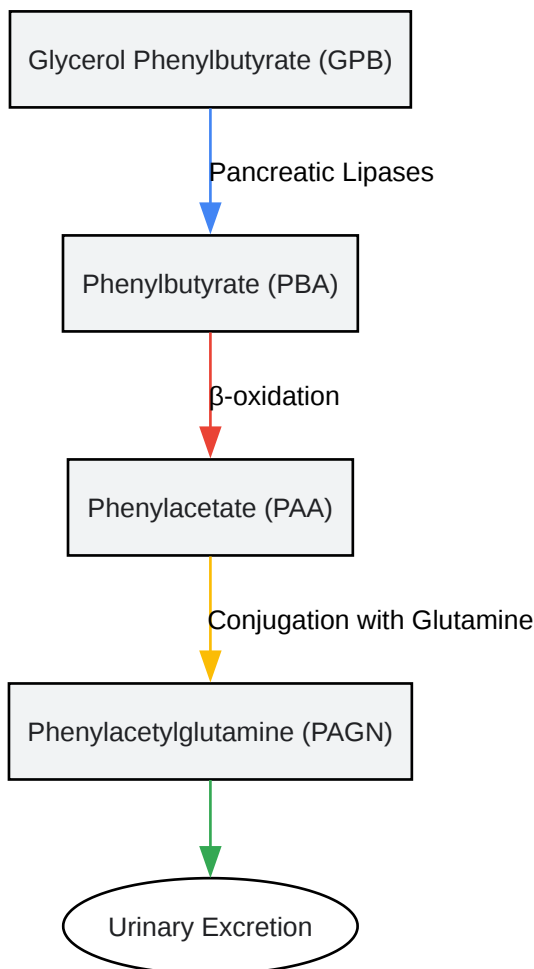 Glycerol Phenylbutyrate (GPB)
Pancreatic Lipases
Phenylbutyrate (PBA)
β-oxidation
Phenylacetate (PAA)
Conjugation with Glutamine
Phenylacetylglutamine (PAGN)
Urinary Excretion